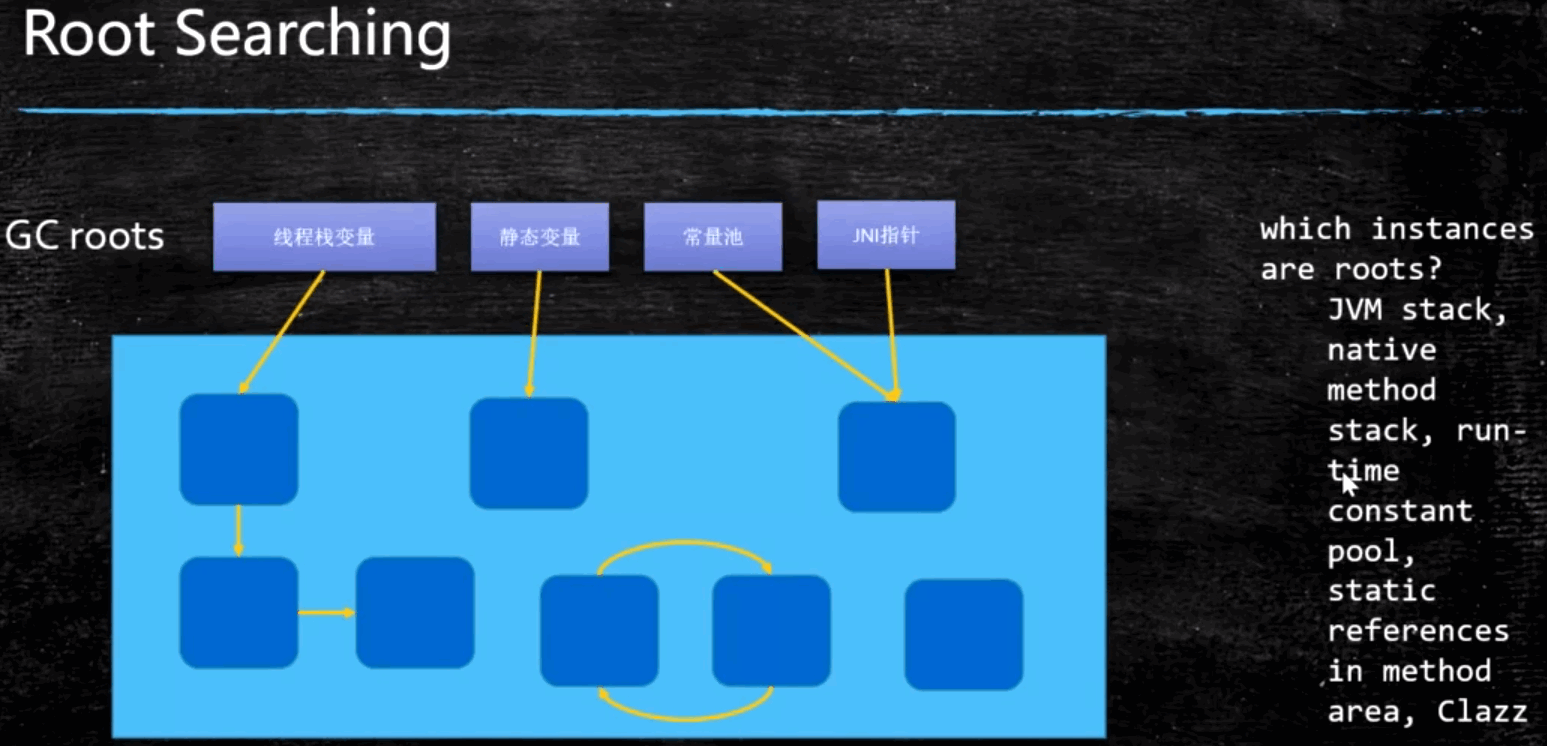 Root Searching
GC roots
线程栈变量
静态变量
常量池
JNI指针
which instances
are roots?
JVM stack,
native
method
stack, run-
time
constant
pool,
static
references
in method
area, Clazz